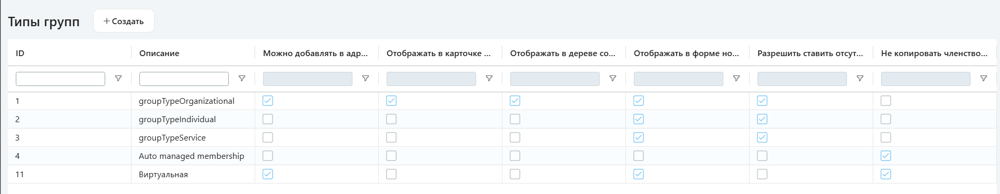 Типы групп
Создать
ID Описание Можно добавлять в адр... Отображать в карточке ... Отображать в дереве со... Отображать в форме но... Разрешить ставить отсут... Не копировать членство...
1 groupTypeOrganizational
2 groupTypeIndividual
3 groupTypeService
4 Auto managed membership
11 Виртуальная